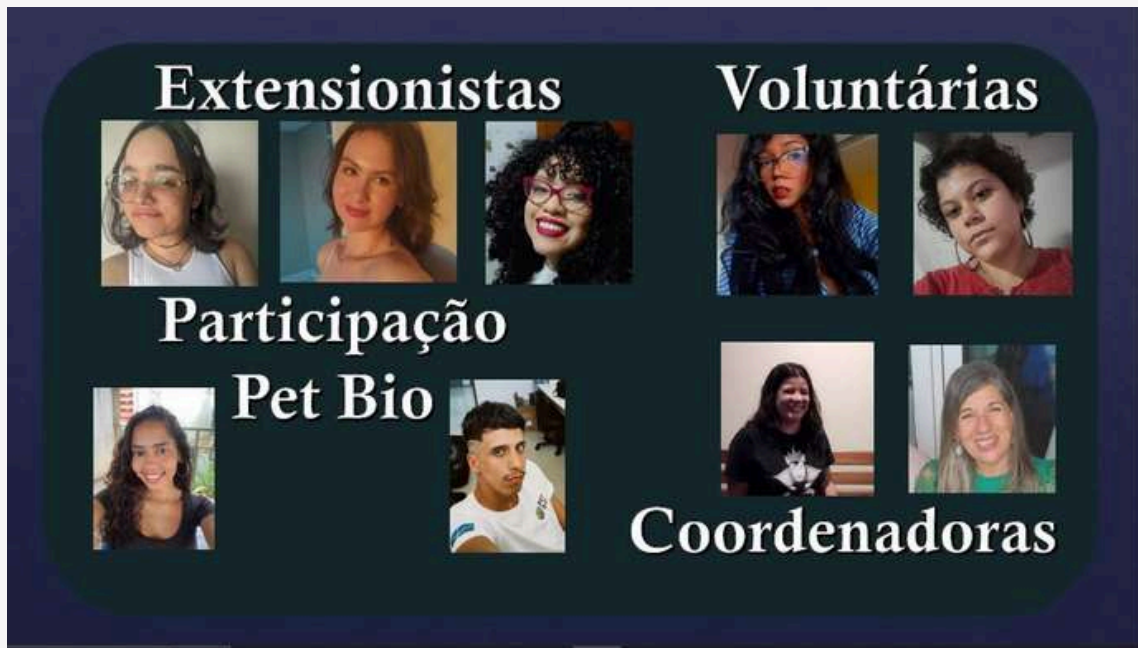 Extensionistas
Voluntárias
Participação
Pet Bio
Coordenadoras